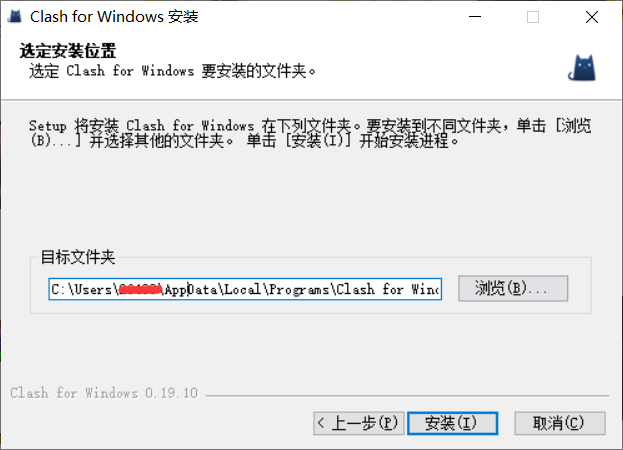 Clash for Windows 安装
选定安装位置
选定 Clash for Windows 要安装的文件夹。
Setup 将安装 Clash for Windows 在下列文件夹。要安装到不同文件夹，单击 [浏览
(B)...] 并选择其他的文件夹。 单击 [安装(I)] 开始安装进程。
目标文件夹
C:\Users\ \AppData\Local\Programs\Clash for Wind
浏览(B)...
Clash for Windows 0.19.10
< 上一步(P)
安装(I)
取消(C)